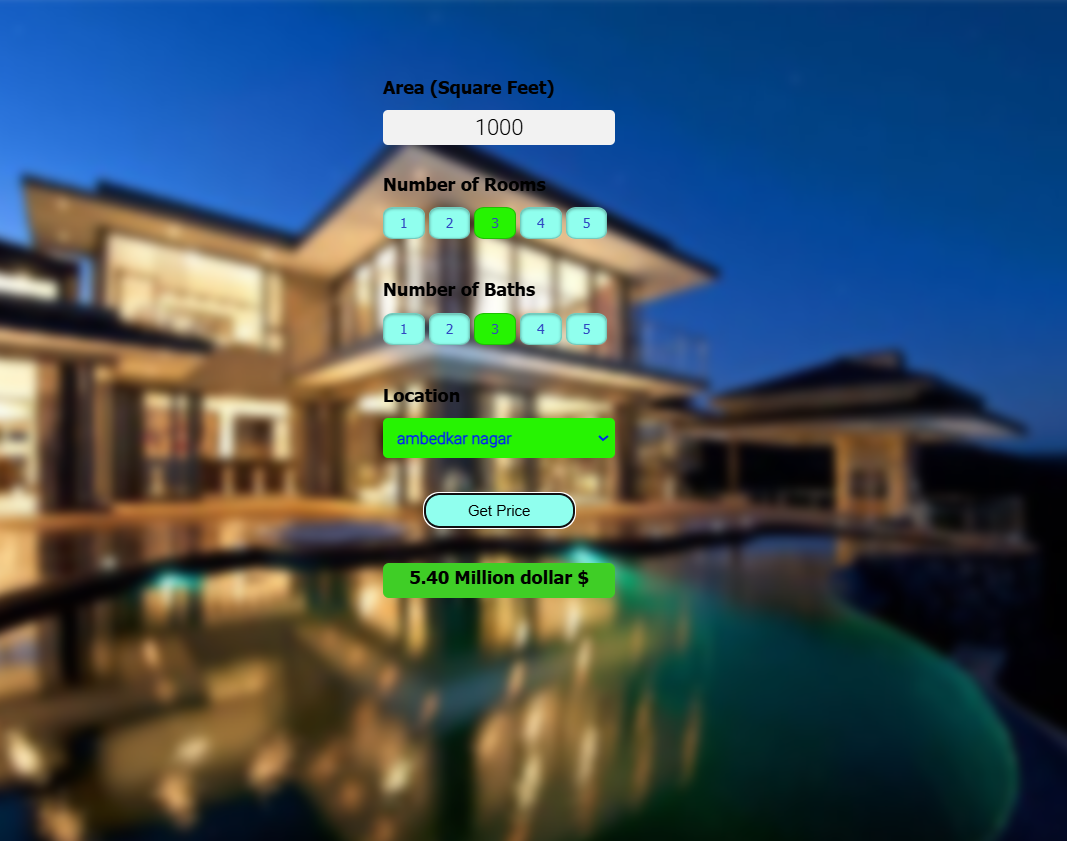 Area (Square Feet)
1000
Number of Rooms
1 2 3 4 5
Number of Baths
1 2 3 4 5
Location
ambedkar nagar
Get Price
5.40 Million dollar $